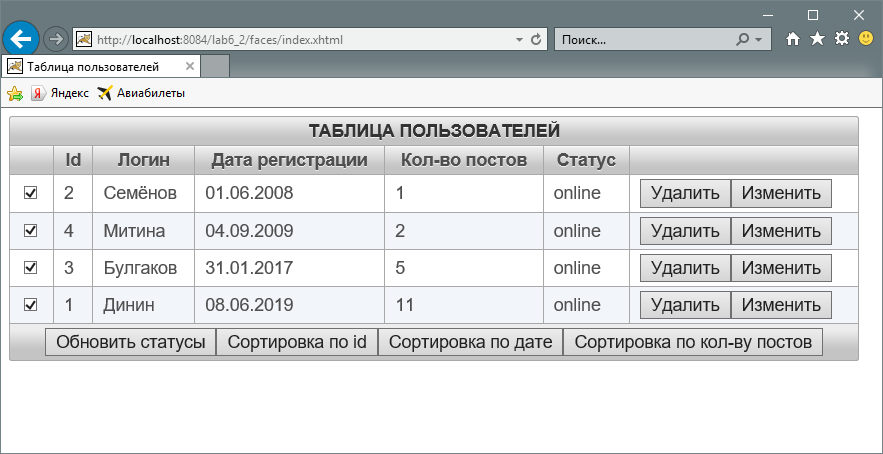 http://localhost:8084/lab6_2/faces/index.xhtml Поиск...
Таблица пользователей
Яндекс Авиабилеты
ТАБЛИЦА ПОЛЬЗОВАТЕЛЕЙ
Id Логин Дата регистрации Кол-во постов Статус
2 Семёнов 01.06.2008 1 online Удалить Изменить
4 Митина 04.09.2009 2 online Удалить Изменить
3 Булгаков 31.01.2017 5 online Удалить Изменить
1 Динин 08.06.2019 11 online Удалить Изменить
Обновить статусы Сортировка по id Сортировка по дате Сортировка по кол-ву постов